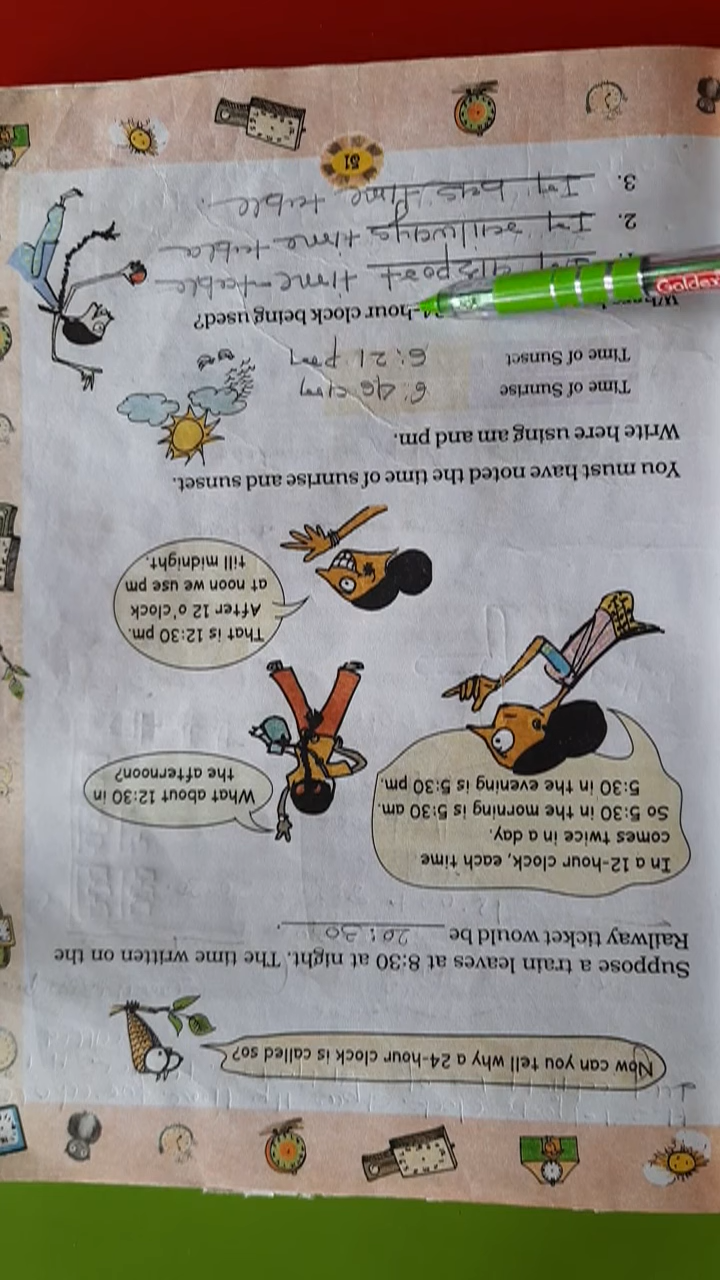 Now can you tell why a 24-hour clock is called so?
Suppose a train leaves at 8:30 at night. The time written on the
Railway ticket would be 20:30.
In a 12-hour clock, each time
comes twice in a day.
So 5:30 in the morning is 5:30 am.
5:30 in the evening is 5:30 pm.
What about 12:30 in
the afternoon?
That is 12:30 pm.
After 12 o'clock
at noon we use pm
till midnight.
You must have noted the time of sunrise and sunset.
Write here using am and pm.
Time of Sunrise 6:46 am
Time of Sunset 6:21 pm
24-hour clock being used?
time table
2. In railways time table
3. In bus time table.
51
Goldex